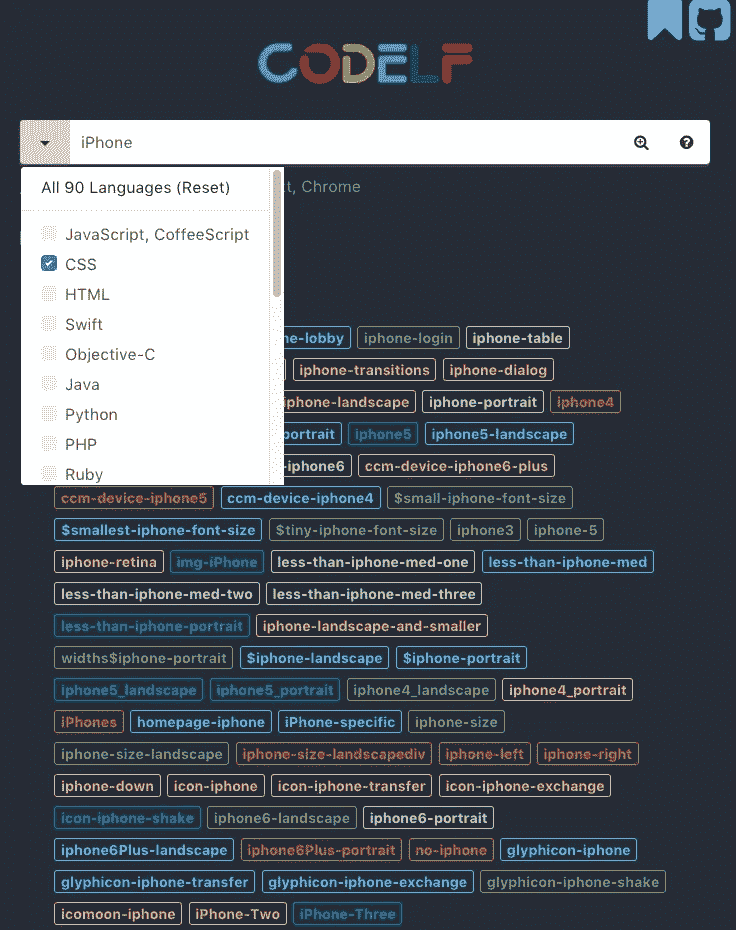 CODELF
iPhone
All 90 Languages (Reset)
t, Chrome
JavaScript, CoffeeScript
CSS
HTML
Swift
Objective-C
Java
Python
PHP
Ruby
ne-lobby iphone-login iphone-table
iphone-transitions iphone-dialog
iphone-landscape iphone-portrait iphone4
portrait iphone5 iphone5-landscape
-iphone6 ccm-device-iphone6-plus
ccm-device-iphone5 ccm-device-iphone4 $small-iphone-font-size
$smallest-iphone-font-size $tiny-iphone-font-size iphone3 iphone-5
iphone-retina img-iPhone less-than-iphone-med-one less-than-iphone-med
less-than-iphone-med-two less-than-iphone-med-three
less-than-iphone-portrait iphone-landscape-and-smaller
widths$iphone-portrait $iphone-landscape $iphone-portrait
iphone5_landscape iphone5_portrait iphone4_landscape iphone4_portrait
iPhones homepage-iphone iPhone-specific iphone-size
iphone-size-landscape iphone-size-landscapediv iphone-left iphone-right
iphone-down icon-iphone icon-iphone-transfer icon-iphone-exchange
icon-iphone-shake iphone6-landscape iphone6-portrait
iphone6Plus-landscape iphone6Plus-portrait no-iphone glyphicon-iphone
glyphicon-iphone-transfer glyphicon-iphone-exchange glyphicon-iphone-shake
icomoon-iphone iPhone-Two iPhone-Three